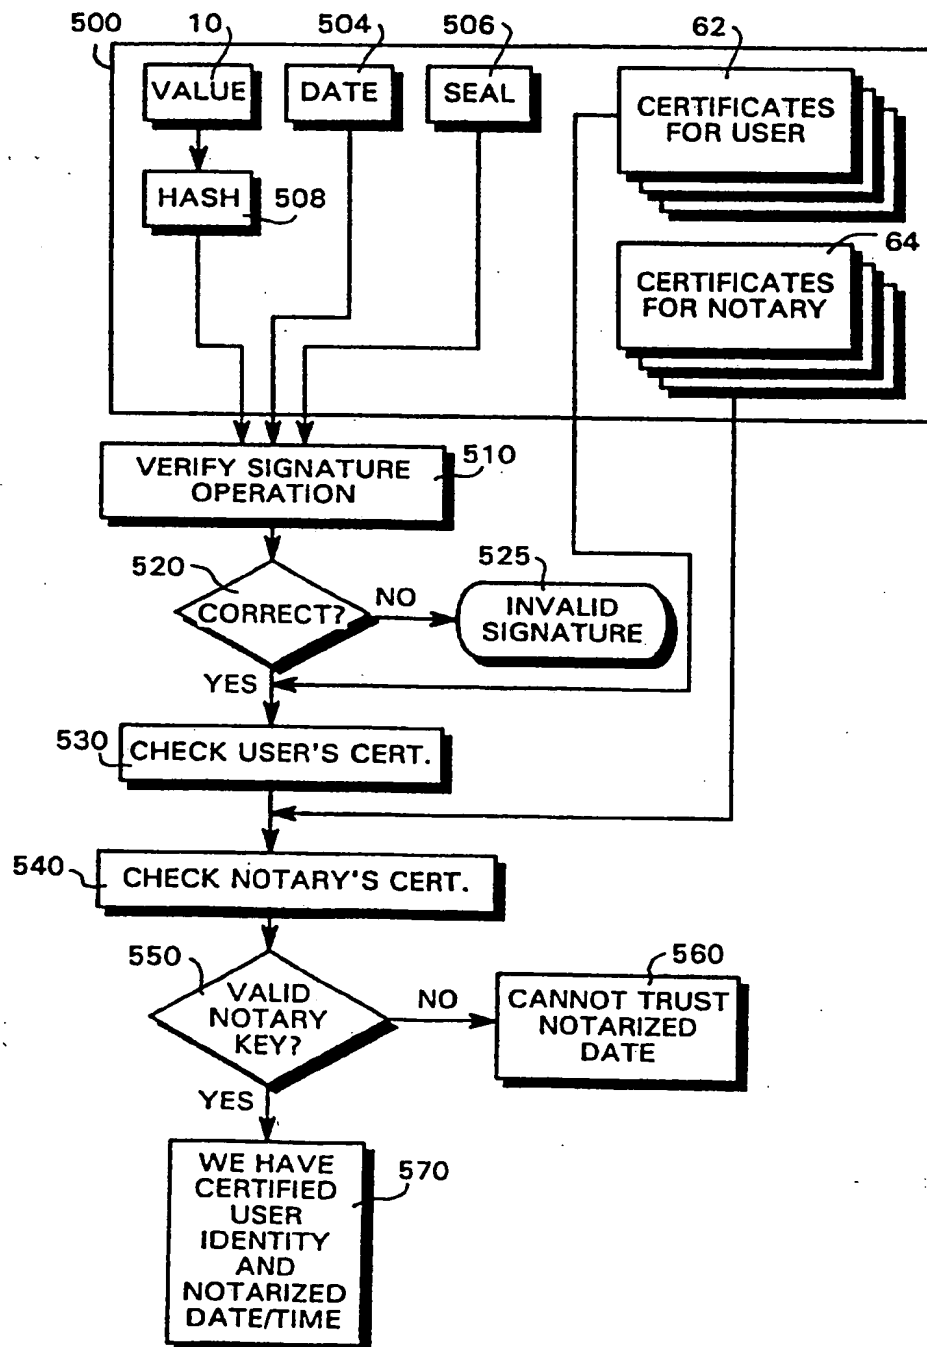 500
10
504
506
62
VALUE
DATE
SEAL
CERTIFICATES
FOR USER
HASH
508
64
CERTIFICATES
FOR NOTARY
VERIFY SIGNATURE
OPERATION
510
520
CORRECT?
NO
525
INVALID
SIGNATURE
YES
530
CHECK USER'S CERT.
540
CHECK NOTARY'S CERT.
550
VALID
NOTARY
KEY?
NO
560
CANNOT TRUST
NOTARIZED
DATE
YES
WE HAVE
CERTIFIED
USER
IDENTITY
AND
NOTARIZED
DATE/TIME
570